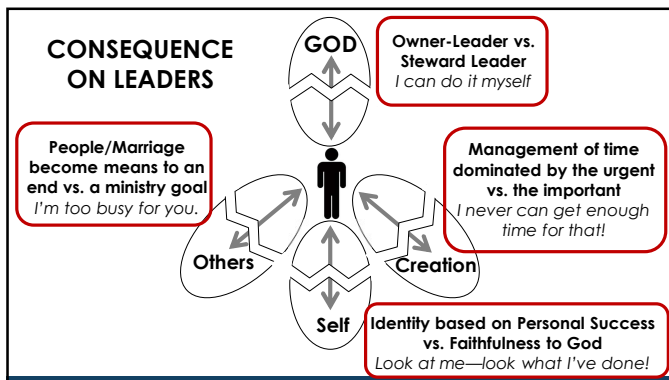 CONSEQUENCE
ON LEADERS
GOD
Owner-Leader vs.
Steward Leader
I can do it myself
People/Marriage
become means to an
end vs. a ministry goal
I'm too busy for you.
Management of time
dominated by the urgent
vs. the important
I never can get enough
time for that!
Others
Creation
Self
Identity based on Personal Success
vs. Faithfulness to God
Look at me—look what I've done!